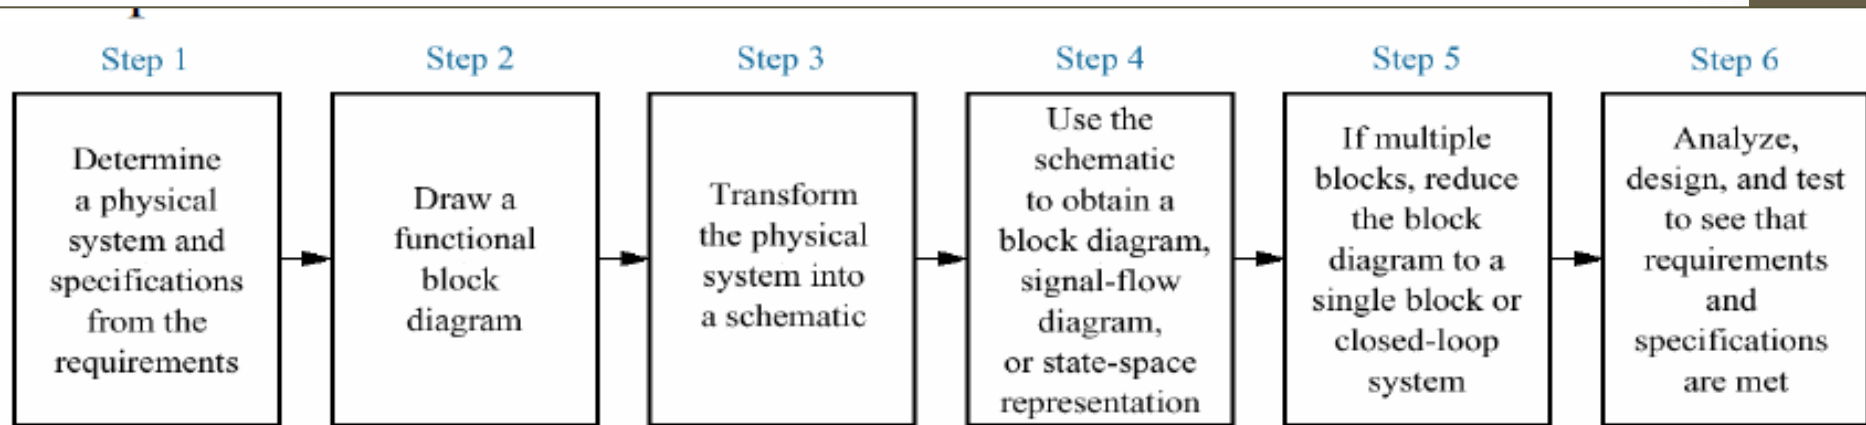 Step 1
Determine
a physical
system and
specifications
from the
requirements
Step 2
Draw a
functional
block
diagram
Step 3
Transform
the physical
system into
a schematic
Step 4
Use the
schematic
to obtain a
block diagram,
signal-flow
diagram,
or state-space
representation
Step 5
If multiple
blocks, reduce
the block
diagram to a
single block or
closed-loop
system
Step 6
Analyze,
design, and test
to see that
requirements
and
specifications
are met